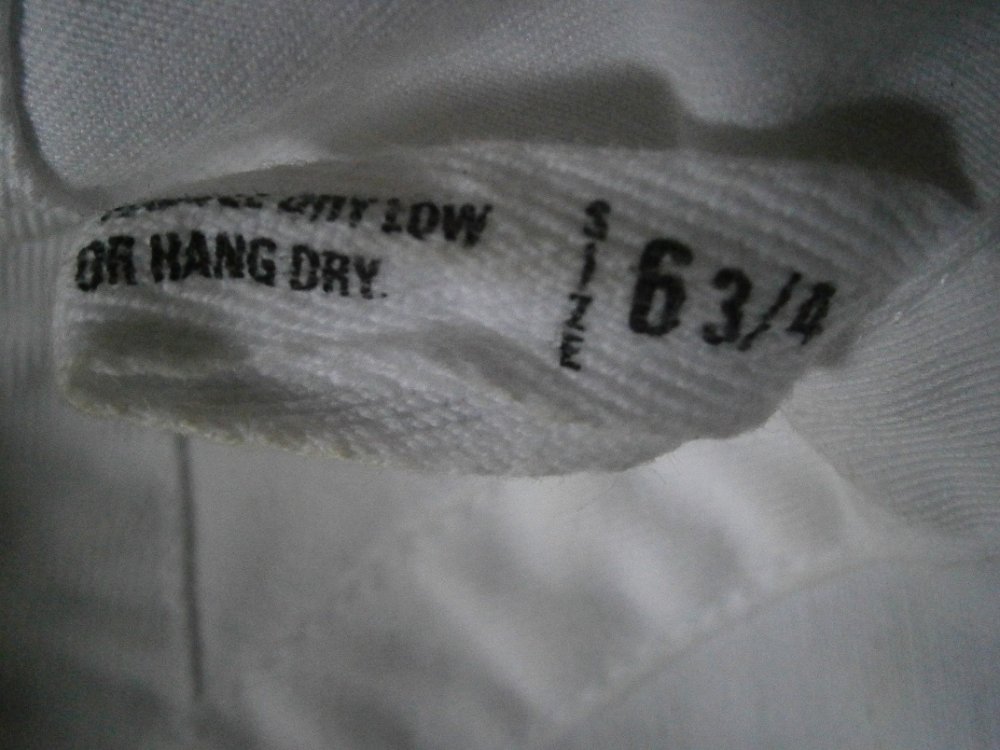 DRY LOW
OR HANG DRY.
SIZE
6 3/4